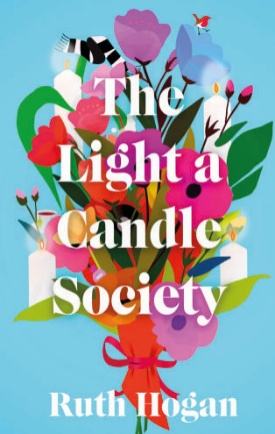 The
Light a
Candle
Society
Ruth Hogan